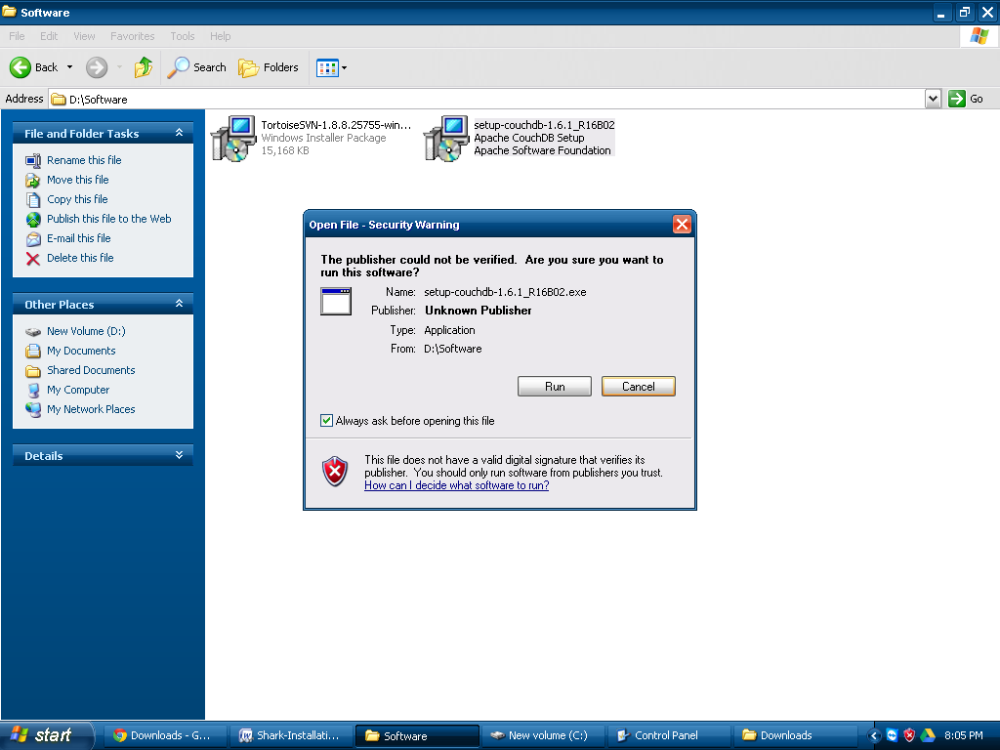 Software
File Edit View Favorites Tools Help
Back Search Folders
Address D:\Software Go
File and Folder Tasks
Rename this file
Move this file
Copy this file
Publish this file to the Web
E-mail this file
Delete this file
Other Places
New Volume (D:)
My Documents
Shared Documents
My Computer
My Network Places
Details
TortoiseSVN-1.8.8.25755-win...
Windows Installer Package
15,168 KB
setup-couchdb-1.6.1_R16B02
Apache CouchDB Setup
Apache Software Foundation
Open File - Security Warning
The publisher could not be verified. Are you sure you want to
run this software?
Name: setup-couchdb-1.6.1_R16B02.exe
Publisher: Unknown Publisher
Type: Application
From: D:\Software
Run Cancel
Always ask before opening this file
This file does not have a valid digital signature that verifies its
publisher. You should only run software from publishers you trust.
How can I decide what software to run?
start Downloads - G... Shark-Installati... Software New volume (C:) Control Panel Downloads 8:05 PM